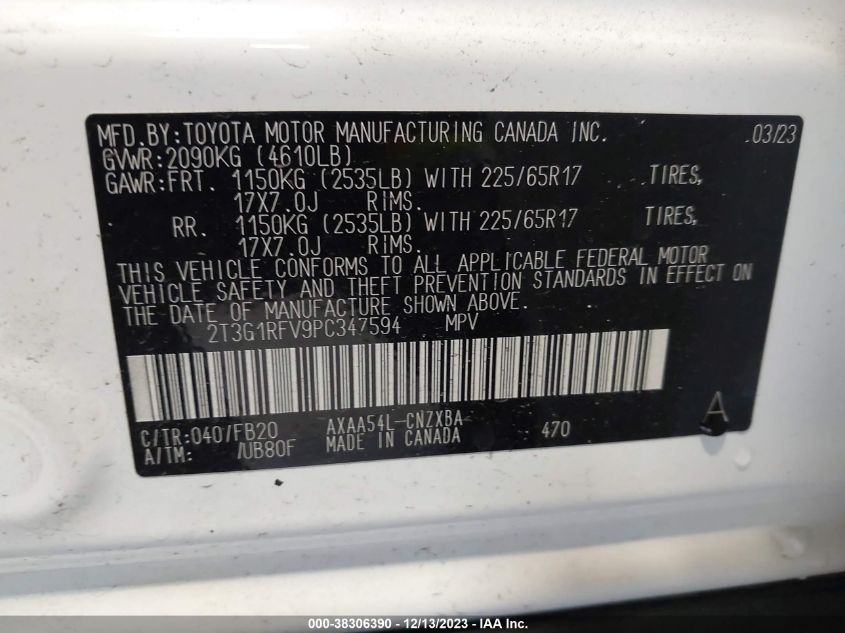 MFD.BY:TOYOTA MOTOR MANUFACTURING CANADA INC. 03/23
GVWR:2090KG (4610LB)
GAWR:FRT. 1150KG (2535LB) WITH 225/65R17 TIRES,
17X7.0J RIMS.
RR. 1150KG (2535LB) WITH 225/65R17 TIRES,
17X7.0J RIMS.
THIS VEHICLE CONFORMS TO ALL APPLICABLE FEDERAL MOTOR
VEHICLE SAFETY AND THEFT PREVENTION STANDARDS IN EFFECT ON
THE DATE OF MANUFACTURE SHOWN ABOVE.
2T3G1RFV9PC347594 MPV
C/TR:040/FB20 AXAA54L-CNZXBA 470 A
A/TM: /UB80F MADE IN CANADA
000-38306390 - 12/13/2023 - IAA Inc.